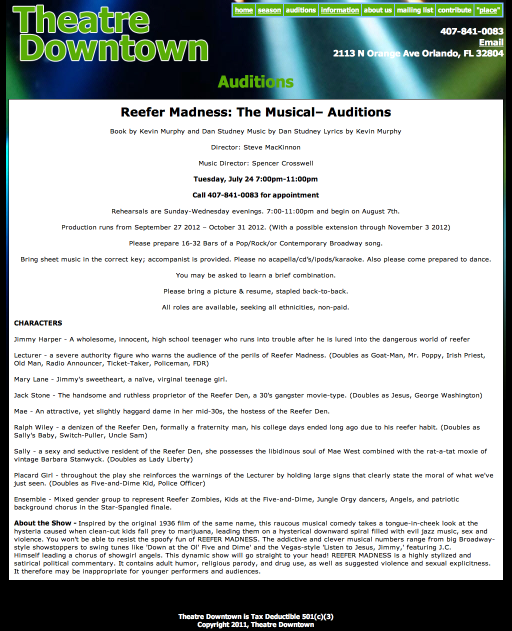 Theatre
Downtown
home season auditions information about us mailing list contribute "place"
407-841-0083
Email
2113 N Orange Ave Orlando, FL 32804
Auditions
Reefer Madness: The Musical– Auditions
Book by Kevin Murphy and Dan Studney Music by Dan Studney Lyrics by Kevin Murphy
Director: Steve MacKinnon
Music Director: Spencer Crosswell
Tuesday, July 24 7:00pm-11:00pm
Call 407-841-0083 for appointment
Rehearsals are Sunday-Wednesday evenings. 7:00-11:00pm and begin on August 7th.
Production runs from September 27 2012 – October 31 2012. (With a possible extension through November 3 2012)
Please prepare 16-32 Bars of a Pop/Rock/or Contemporary Broadway song.
Bring sheet music in the correct key; accompanist is provided. Please no acapella/cd's/ipods/karaoke. Also please come prepared to dance.
You may be asked to learn a brief combination.
Please bring a picture & resume, stapled back-to-back.
All roles are available, seeking all ethnicities, non-paid.
CHARACTERS
Jimmy Harper - A wholesome, innocent, high school teenager who runs into trouble after he is lured into the dangerous world of reefer
Lecturer - a severe authority figure who warns the audience of the perils of Reefer Madness. (Doubles as Goat-Man, Mr. Poppy, Irish Priest,
Old Man, Radio Announcer, Ticket-Taker, Policeman, FDR)
Mary Lane - Jimmy's sweetheart, a naïve, virginal teenage girl.
Jack Stone - The handsome and ruthless proprietor of the Reefer Den, a 30's gangster movie-type. (Doubles as Jesus, George Washington)
Mae - An attractive, yet slightly haggard dame in her mid-30s, the hostess of the Reefer Den.
Ralph Wiley - a denizen of the Reefer Den, formally a fraternity man, his college days ended long ago due to his reefer habit. (Doubles as
Sally's Baby, Switch-Puller, Uncle Sam)
Sally - a sexy and seductive resident of the Reefer Den, she possesses the libidinous soul of Mae West combined with the rat-a-tat moxie of
vintage Barbara Stanwyck. (Doubles as Lady Liberty)
Placard Girl - throughout the play she reinforces the warnings of the Lecturer by holding large signs that clearly state the moral of what we've
just seen. (Doubles as Five-and-Dime Kid, Police Officer)
Ensemble - Mixed gender group to represent Reefer Zombies, Kids at the Five-and-Dime, Jungle Orgy dancers, Angels, and patriotic
background chorus in the Star-Spangled finale.
About the Show - Inspired by the original 1936 film of the same name, this raucous musical comedy takes a tongue-in-cheek look at the
hysteria caused when clean-cut kids fall prey to marijuana, leading them on a hysterical downward spiral filled with evil jazz music, sex and
violence. You won't be able to resist the spoofy fun of REEFER MADNESS. The addictive and clever musical numbers range from big Broadway-
style showstoppers to swing tunes like 'Down at the Ol' Five and Dime' and the Vegas-style 'Listen to Jesus, Jimmy,' featuring J.C.
Himself leading a chorus of showgirl angels. This dynamic show will go straight to your head! REEFER MADNESS is a highly stylized and
satirical political commentary. It contains adult humor, religious parody, and drug use, as well as suggested violence and sexual explicitness.
It therefore may be inappropriate for younger performers and audiences.
Theatre Downtown is Tax Deductible 501(c)(3)
Copyright 2011, Theatre Downtown